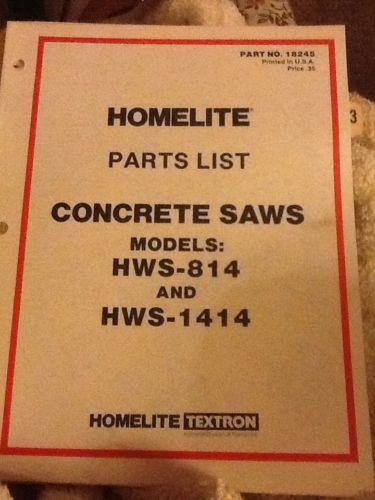 PART NO. 18245
Printed in U.S.A.
Price .35
HOMELITE®
PARTS LIST
CONCRETE SAWS
MODELS:
HWS-814
AND
HWS-1414
HOMELITE TEXTRON
3